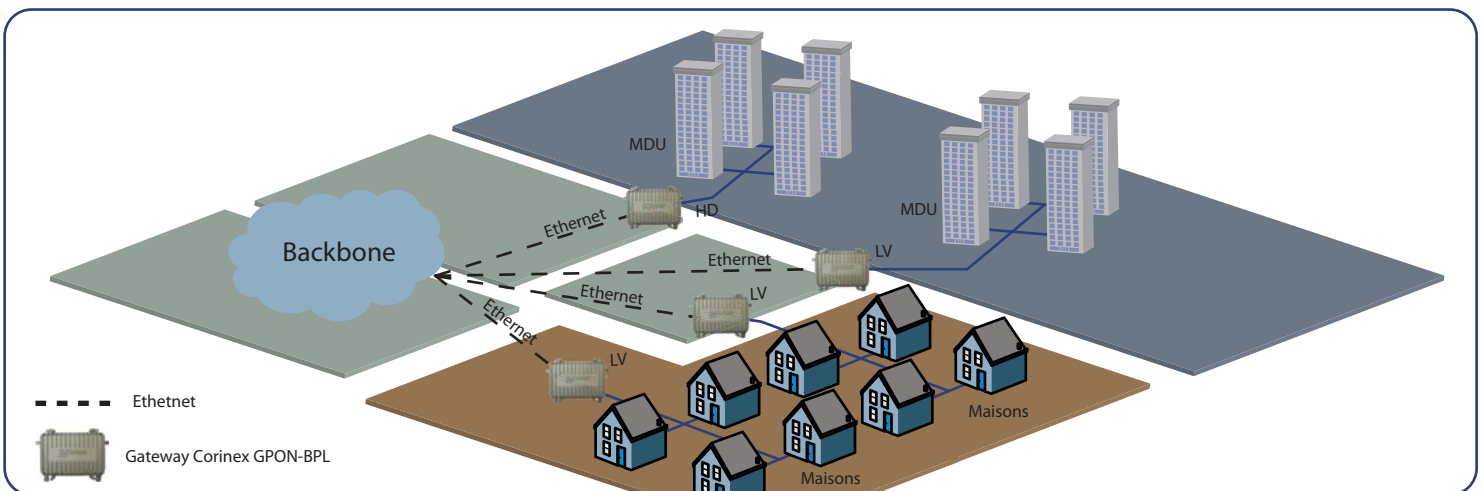 MDU
MDU
HD
Ethernet
Backbone
Ethernet
LV
Ethernet
LV
Ethernet
LV
Ethetnet
Maisons
Gateway Corinex GPON-BPL
Maisons